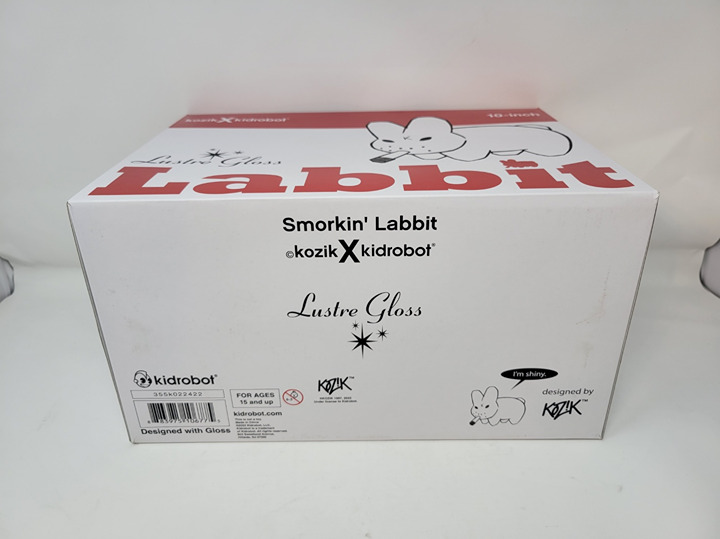 kozik X kidrobot®
10-inch
Lustre Gloss
Labbit
Smorkin' Labbit
©kozik X kidrobot®
Lustre Gloss
kidrobot®
355k022422
FOR AGES
15 and up
KOZIK™
I'm shiny.
designed by
KOZIK
kidrobot.com
Designed with Gloss